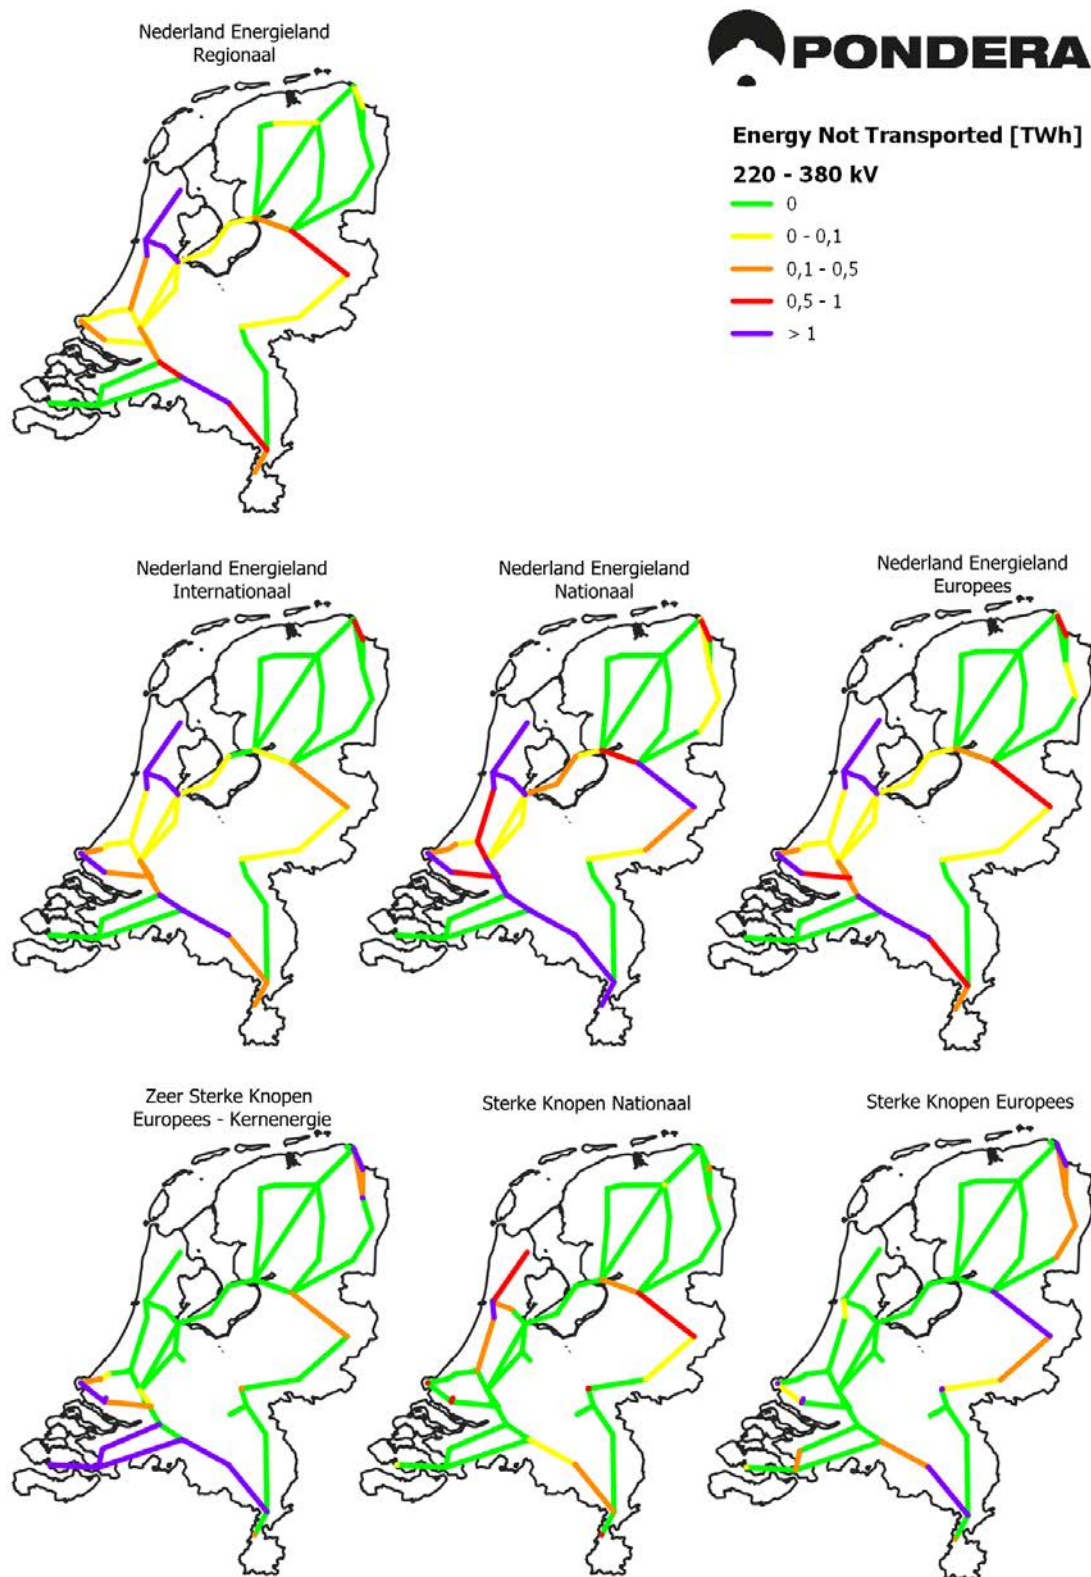 Nederland Energieland
Regionaal
PONDERA
Energy Not Transported [TWh]
220 - 380 kV
0
0 - 0,1
0,1 - 0,5
0,5 - 1
> 1
Nederland Energieland
Internationaal
Nederland Energieland
Nationaal
Nederland Energieland
Europees
Zeer Sterke Knopen
Europees - Kernenergie
Sterke Knopen Nationaal
Sterke Knopen Europees